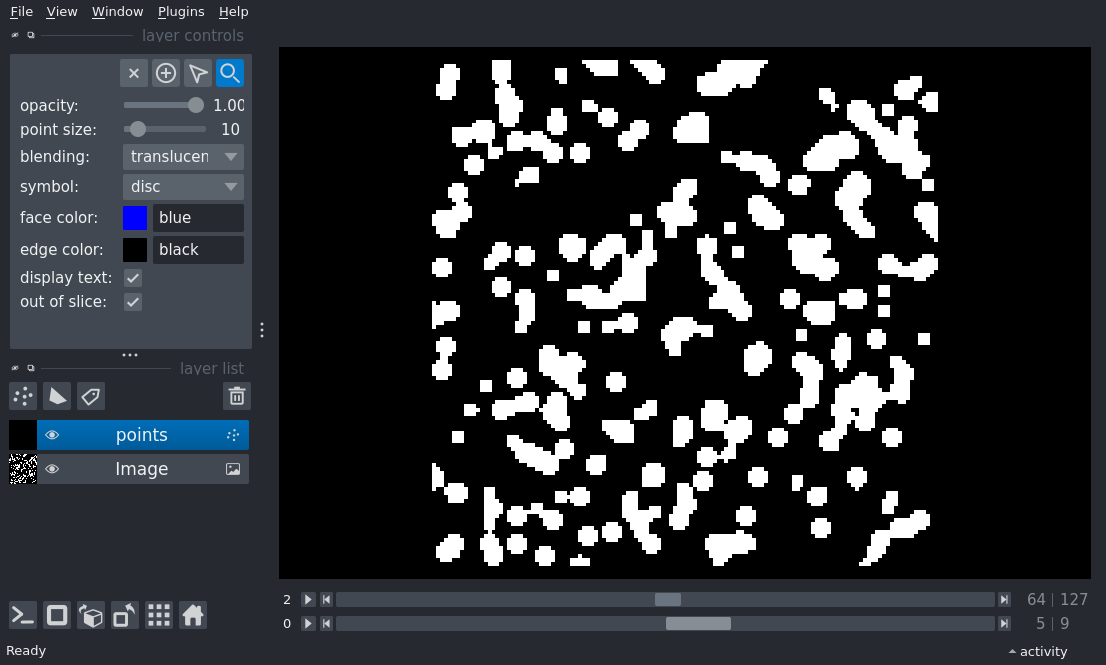 File View Window Plugins Help
layer controls
opacity: 1.00
point size: 10
blending: translucen
symbol: disc
face color: blue
edge color: black
display text:
out of slice:
layer list
points
Image
2 64 | 127
0 5 | 9
Ready activity